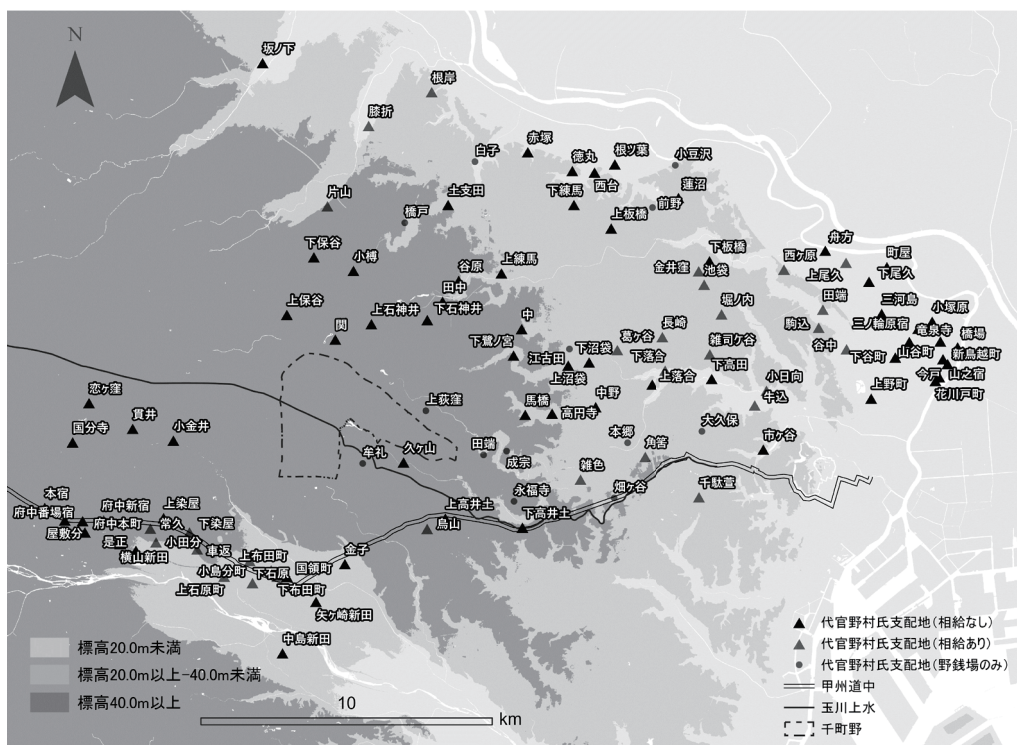 N
坂ノ下
根岸
膝折
赤塚
白子
徳丸
根ツ葉
小豆沢
西台
蓮沼
片山
土支田
下練馬
前野
橋戸
上板橋
下保谷
小榑
谷原
上練馬
金井窪
下板橋
池袋
西ヶ原
舟方
上尾久
町屋
下尾久
田中
上保谷
上石神井
下石神井
堀ノ内
田端
三河島
小塚原
関
中
長崎
駒込
三ノ輪原宿
竜泉寺
橋場
下鷺ノ宮
江古田
下沼袋
葛ヶ谷
下落合
雑司ケ谷
谷中
下谷町
山谷町
新鳥越町
上沼袋
上落合
下高田
小日向
今戸
山之宿
花川戸町
上野町
恋ヶ窪
貫井
国分寺
小金井
上荻窪
馬橋
高円寺
中野
牛込
大久保
市ヶ谷
牟礼
久ヶ山
田端
成宗
本郷
角筈
雑色
永福寺
畑ヶ谷
千駄萱
本宿
府中番場宿
屋敷分
府中新宿
府中本町
上染屋
常久
下染屋
是正
横山新田
小田分
車返
上高井土
下高井土
烏山
金子
上布田町
国領町
小島分町
下石原
上石原町
下布田町
矢ヶ崎新田
中島新田
標高20.0m未満
標高20.0m以上-40.0m未満
標高40.0m以上
10
km
代官野村氏支配地(相給なし)
代官野村氏支配地(相給あり)
代官野村氏支配地(野銭場のみ)
甲州道中
玉川上水
千町野